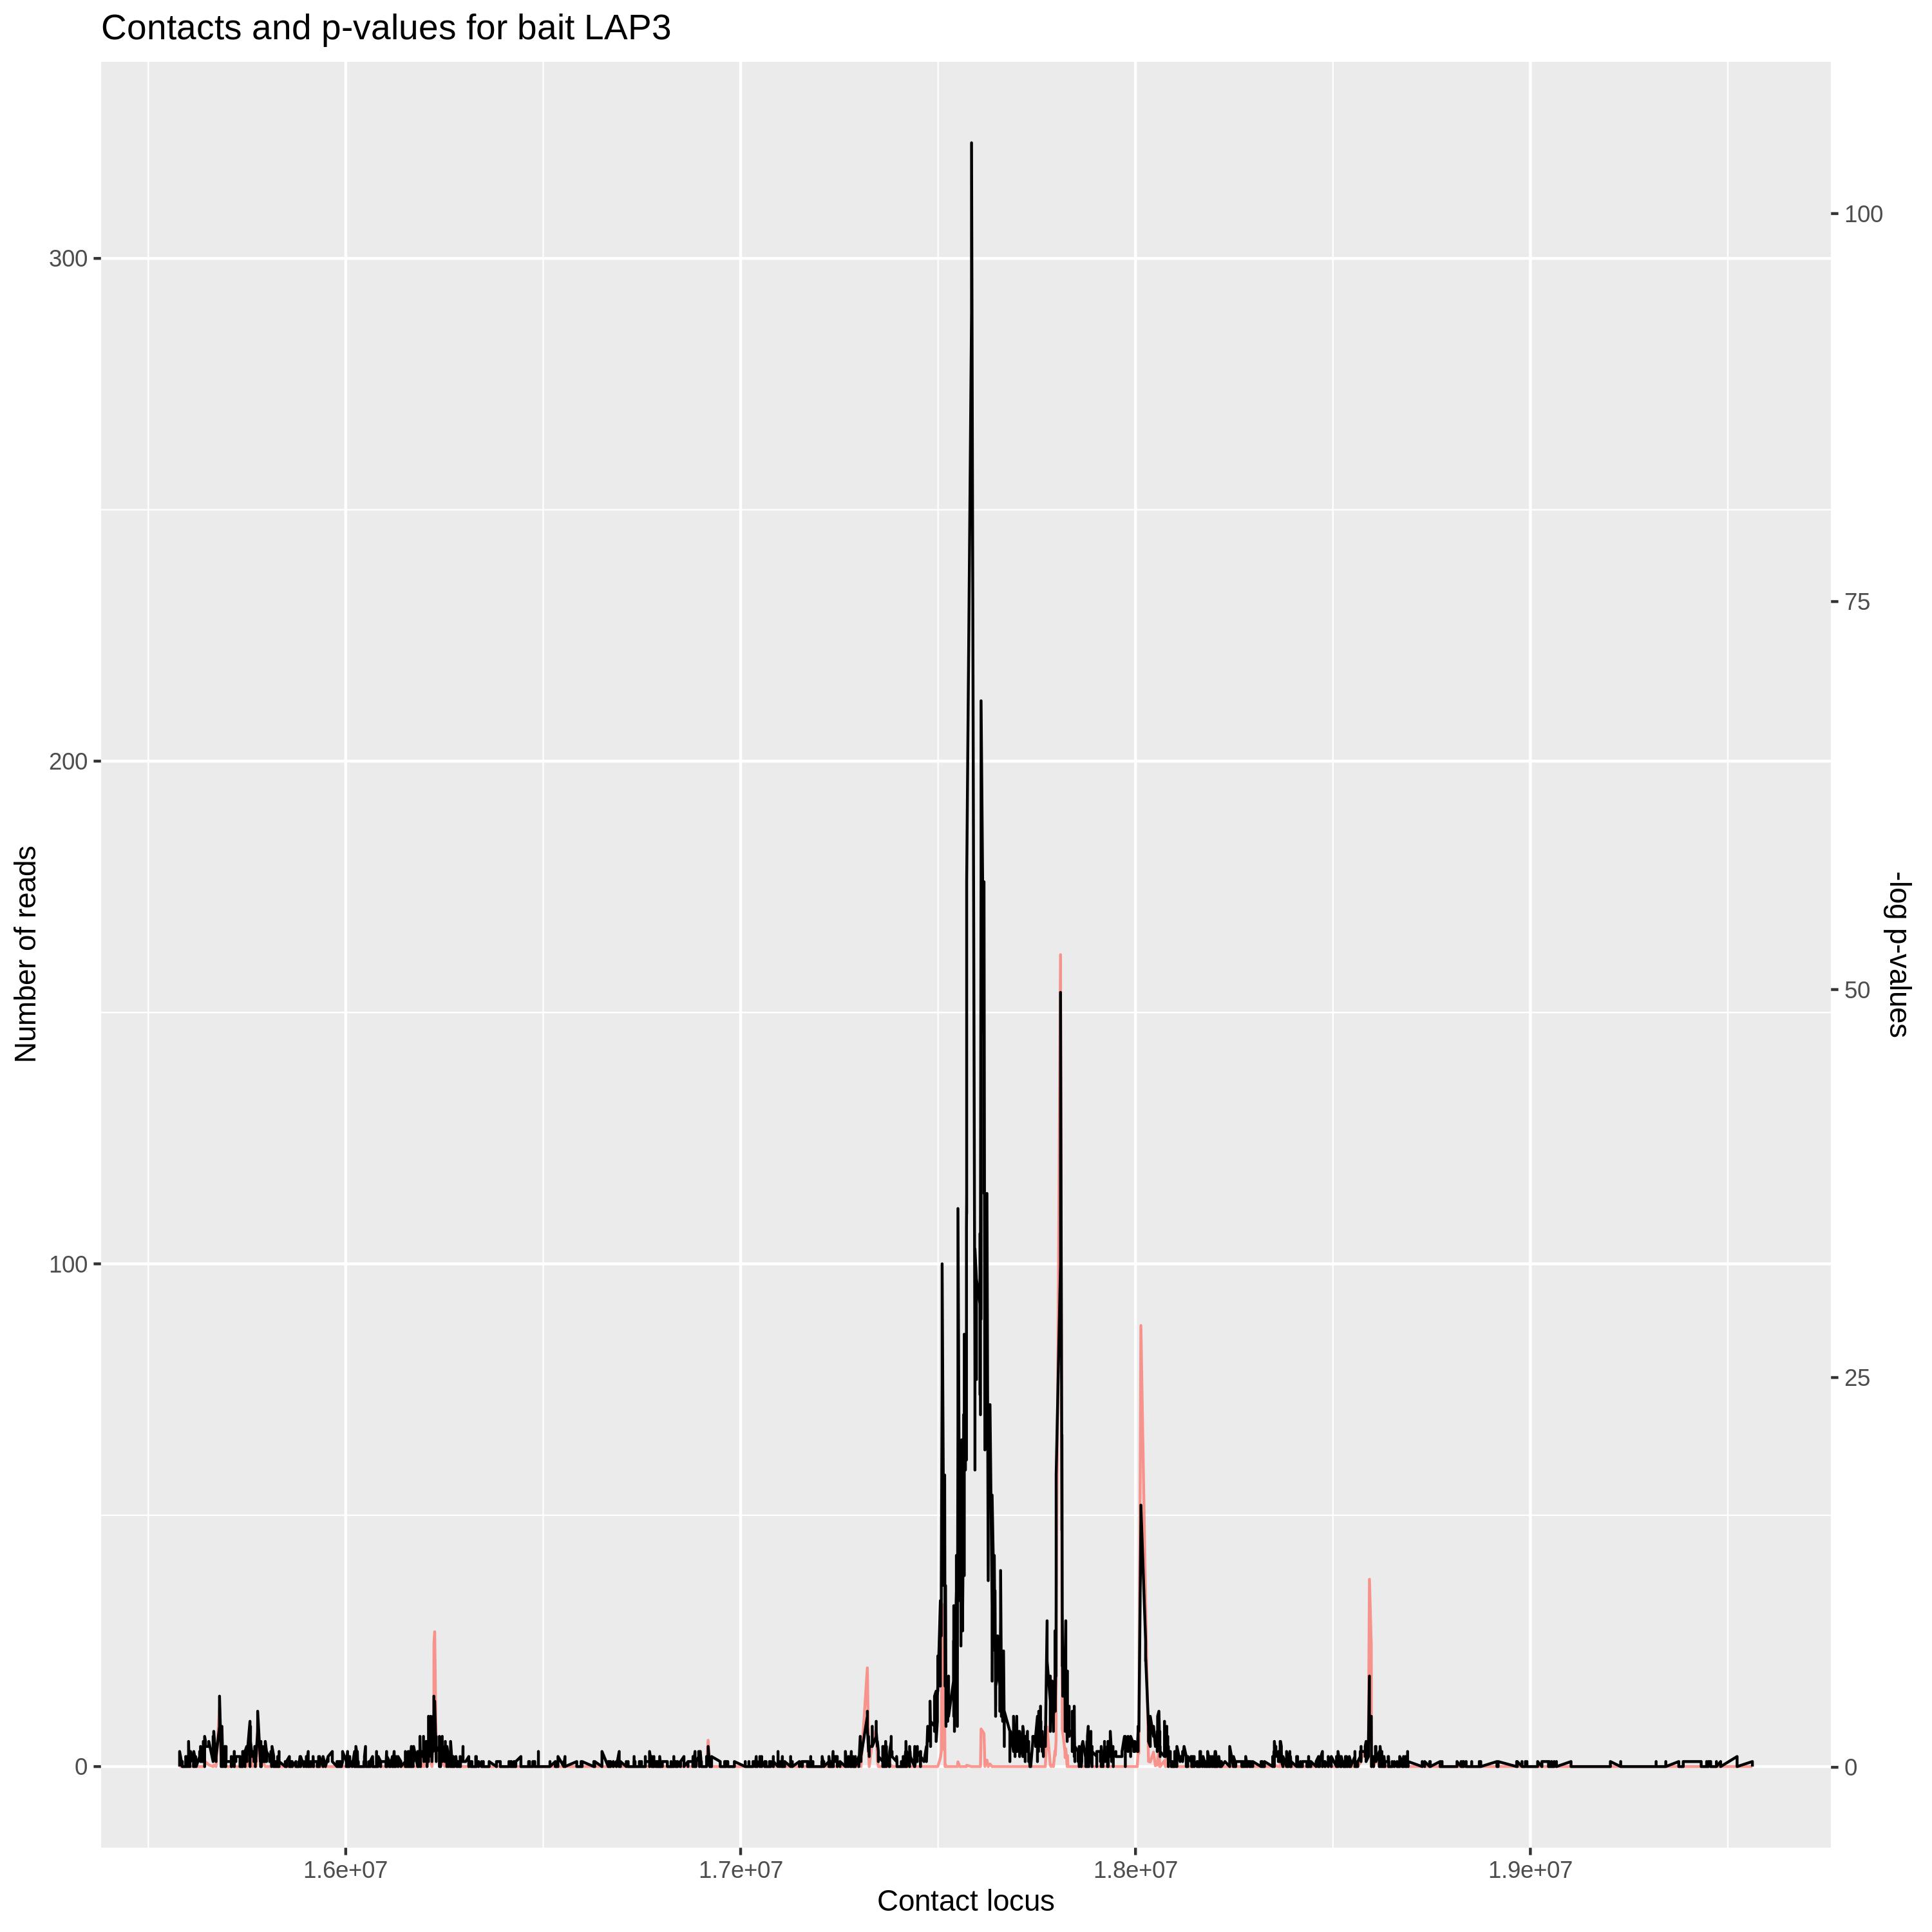 Contacts and p-values for bait LAP3
300
200
100
0
Number of reads
100
75
50
25
0
-log p-values
1.6e+07 1.7e+07 1.8e+07 1.9e+07
Contact locus